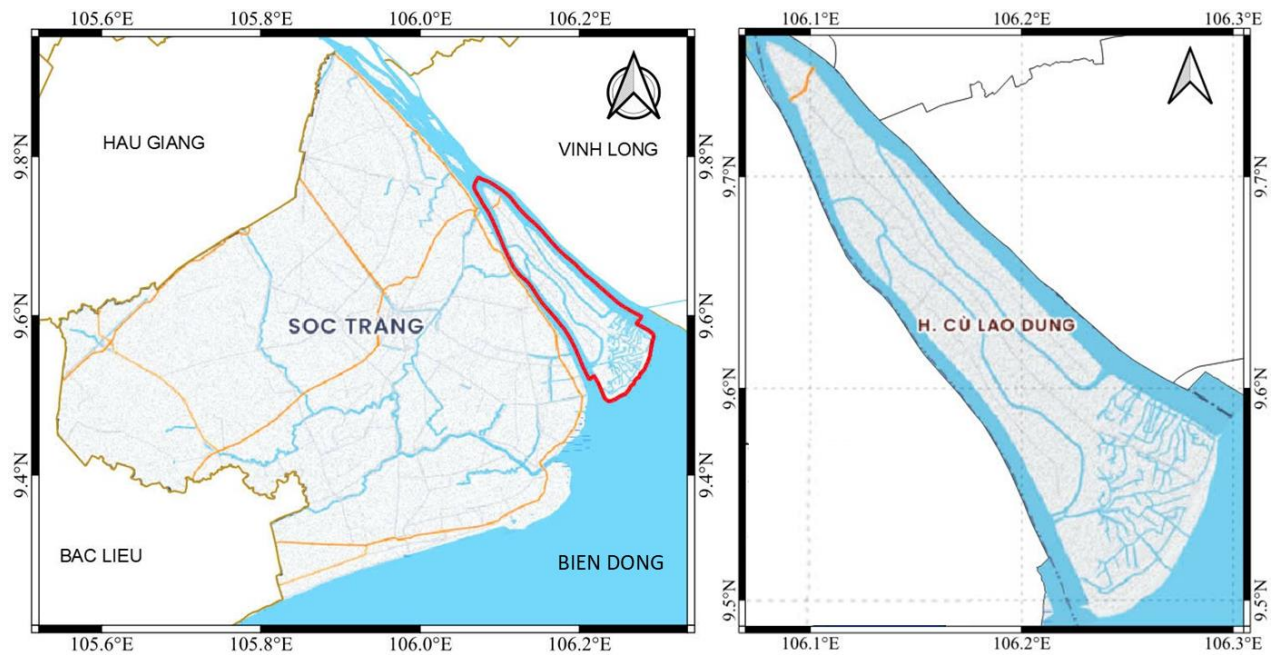 105.6°E 105.8°E 106.0°E 106.2°E
106.1°E 106.2°E 106.3°E
HAU GIANG
VINH LONG
9.8°N 9.8°N
9.7°N 9.7°N
SOC TRANG
9.6°N 9.6°N
H. CÙ LAO DUNG
9.6°N 9.6°N
9.4°N 9.4°N
BAC LIEU
BIEN DONG
9.5°N 9.5°N
105.6°E 105.8°E 106.0°E 106.2°E
106.1°E 106.2°E 106.3°E